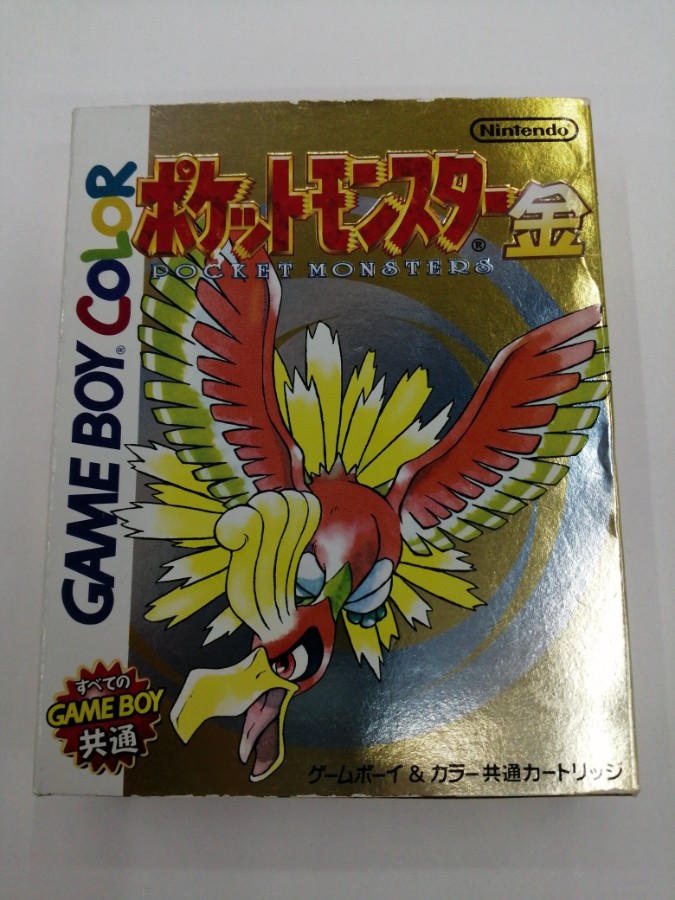 Nintendo
ポケットモンスター金
®
POCKET MONSTERS
GAME BOY COLOR
®
すべての
GAME BOY
共通
ゲームボーイ & カラー共通カートリッジ